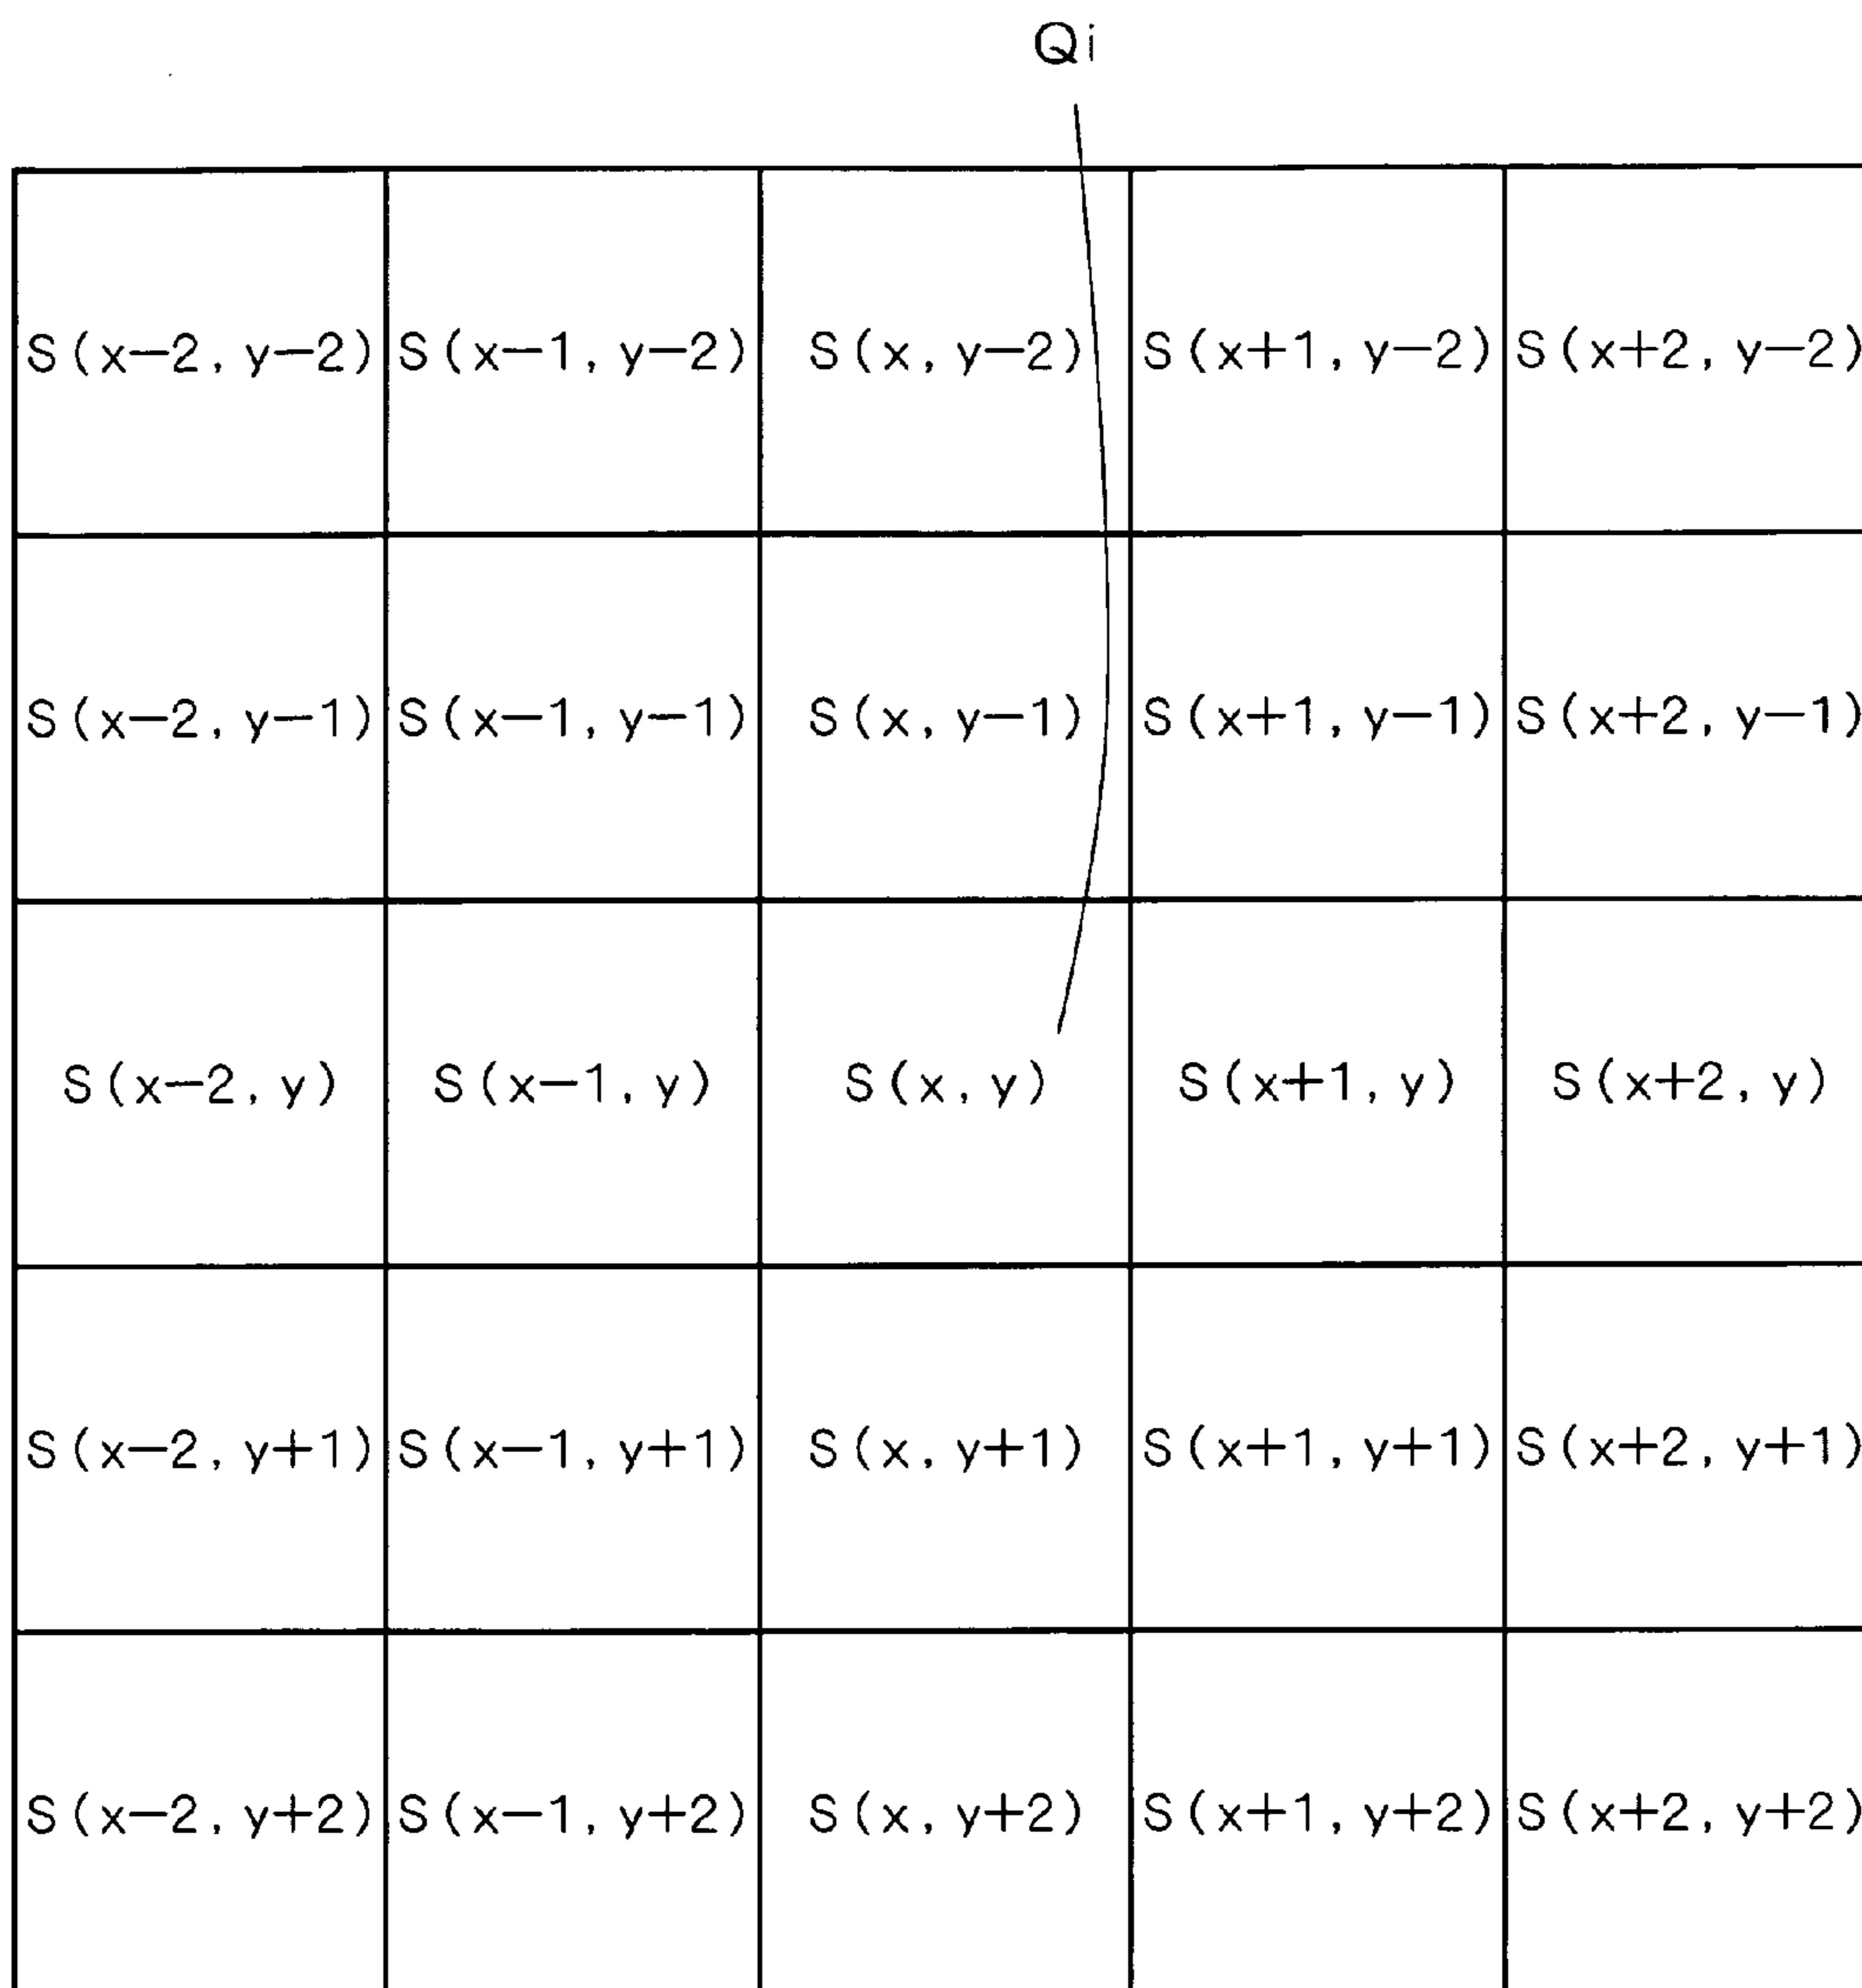 Qi
S(x−2, y−2) S(x−1, y−2) S(x, y−2) S(x+1, y−2) S(x+2, y−2)
S(x−2, y−1) S(x−1, y−1) S(x, y−1) S(x+1, y−1) S(x+2, y−1)
S(x−2, y) S(x−1, y) S(x, y) S(x+1, y) S(x+2, y)
S(x−2, y+1) S(x−1, y+1) S(x, y+1) S(x+1, y+1) S(x+2, y+1)
S(x−2, y+2) S(x−1, y+2) S(x, y+2) S(x+1, y+2) S(x+2, y+2)